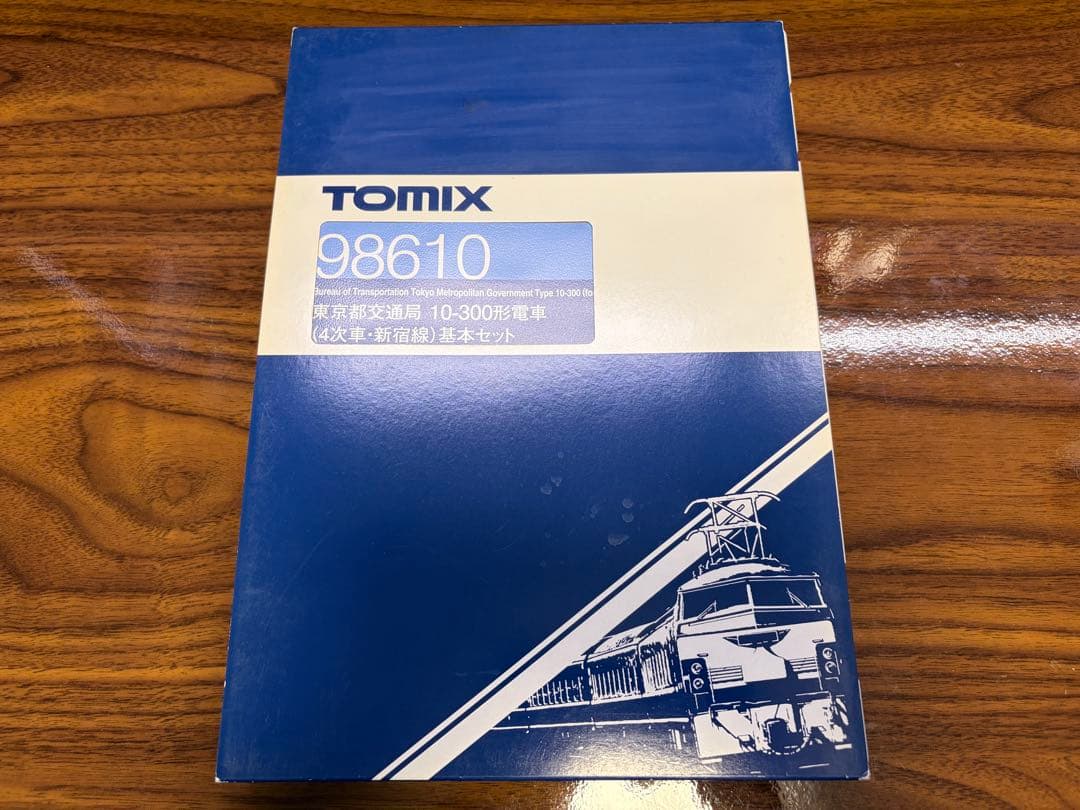 TOMIX
98610
Bureau of Transportation Tokyo Metropolitan Government Type 10-300 (fo
東京都交通局 10-300形電車
(4次車・新宿線)基本セット